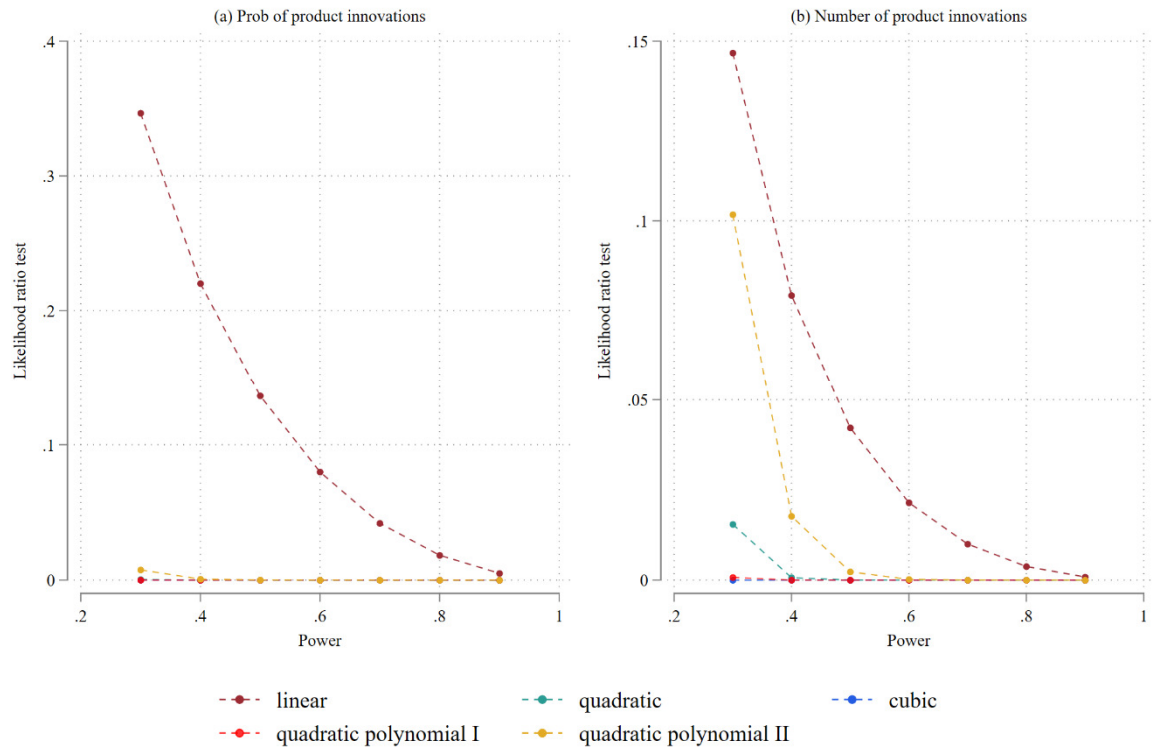 (a) Prob of product innovations
.4
.3
.2
.1
0
.2 .4 .6 .8 1
Likelihood ratio test
Power
(b) Number of product innovations
.15
.1
.05
0
.2 .4 .6 .8 1
Likelihood ratio test
Power
linear quadratic cubic
quadratic polynomial I quadratic polynomial II